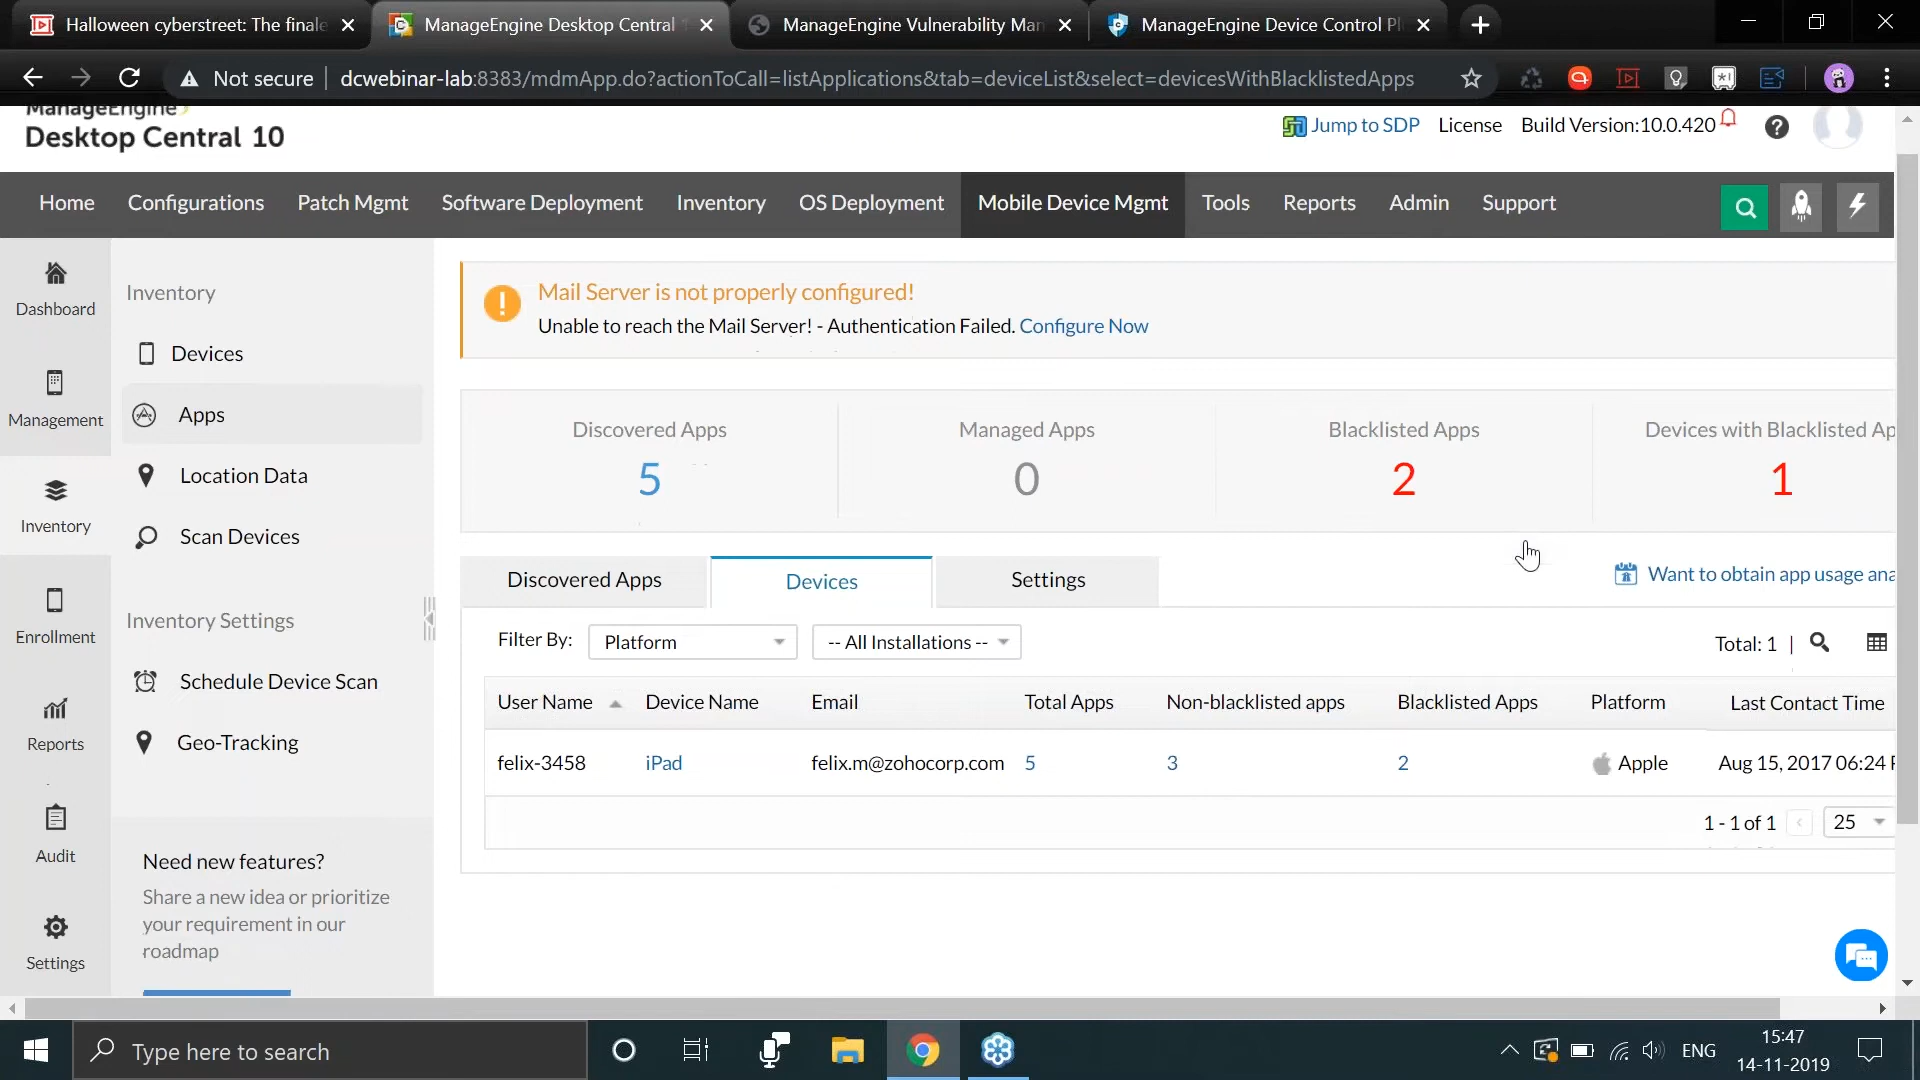 Halloween cyberstreet: The finale
ManageEngine Desktop Central
ManageEngine Vulnerability Man
ManageEngine Device Control Pl
Not secure
dcwebinar-lab:8383/mdmApp.do?actionToCall=listApplications&tab=deviceList&select=devicesWithBlacklistedApps
ManageEngine
Desktop Central 10
Jump to SDP
License
Build Version:10.0.420
Home
Configurations
Patch Mgmt
Software Deployment
Inventory
OS Deployment
Mobile Device Mgmt
Tools
Reports
Admin
Support
Dashboard
Management
Inventory
Enrollment
Reports
Audit
Settings
Inventory
Devices
Apps
Location Data
Scan Devices
Inventory Settings
Schedule Device Scan
Geo-Tracking
Need new features?
Share a new idea or prioritize
your requirement in our
roadmap
Mail Server is not properly configured!
Unable to reach the Mail Server! - Authentication Failed. Configure Now
Discovered Apps
5
Managed Apps
0
Blacklisted Apps
2
Devices with Blacklisted Ap
1
Discovered Apps
Devices
Settings
Want to obtain app usage ana
Filter By:
Platform
-- All Installations --
Total: 1
User Name
Device Name
Email
Total Apps
Non-blacklisted apps
Blacklisted Apps
Platform
Last Contact Time
felix-3458
iPad
felix.m@zohocorp.com
5
3
2
Apple
Aug 15, 2017 06:24
1 - 1 of 1
25
Type here to search
ENG
15:47
14-11-2019